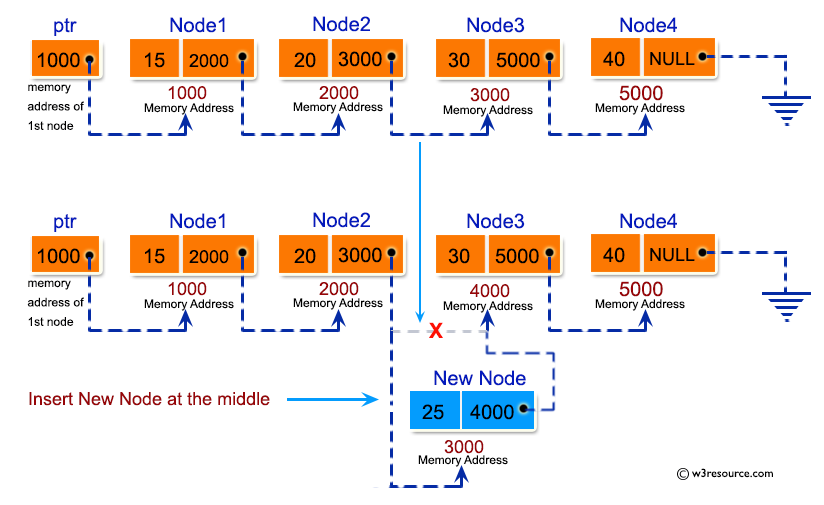 ptr Node1 Node2 Node3 Node4
1000 15 2000 20 3000 30 5000 40 NULL
memory
address of
1st node
1000 2000 3000 5000
Memory Address Memory Address Memory Address Memory Address
ptr Node1 Node2 Node3 Node4
1000 15 2000 20 3000 30 5000 40 NULL
memory
address of
1st node
1000 2000 4000 5000
Memory Address Memory Address Memory Address Memory Address
X
New Node
Insert New Node at the middle
25 4000
3000
Memory Address
© w3resource.com